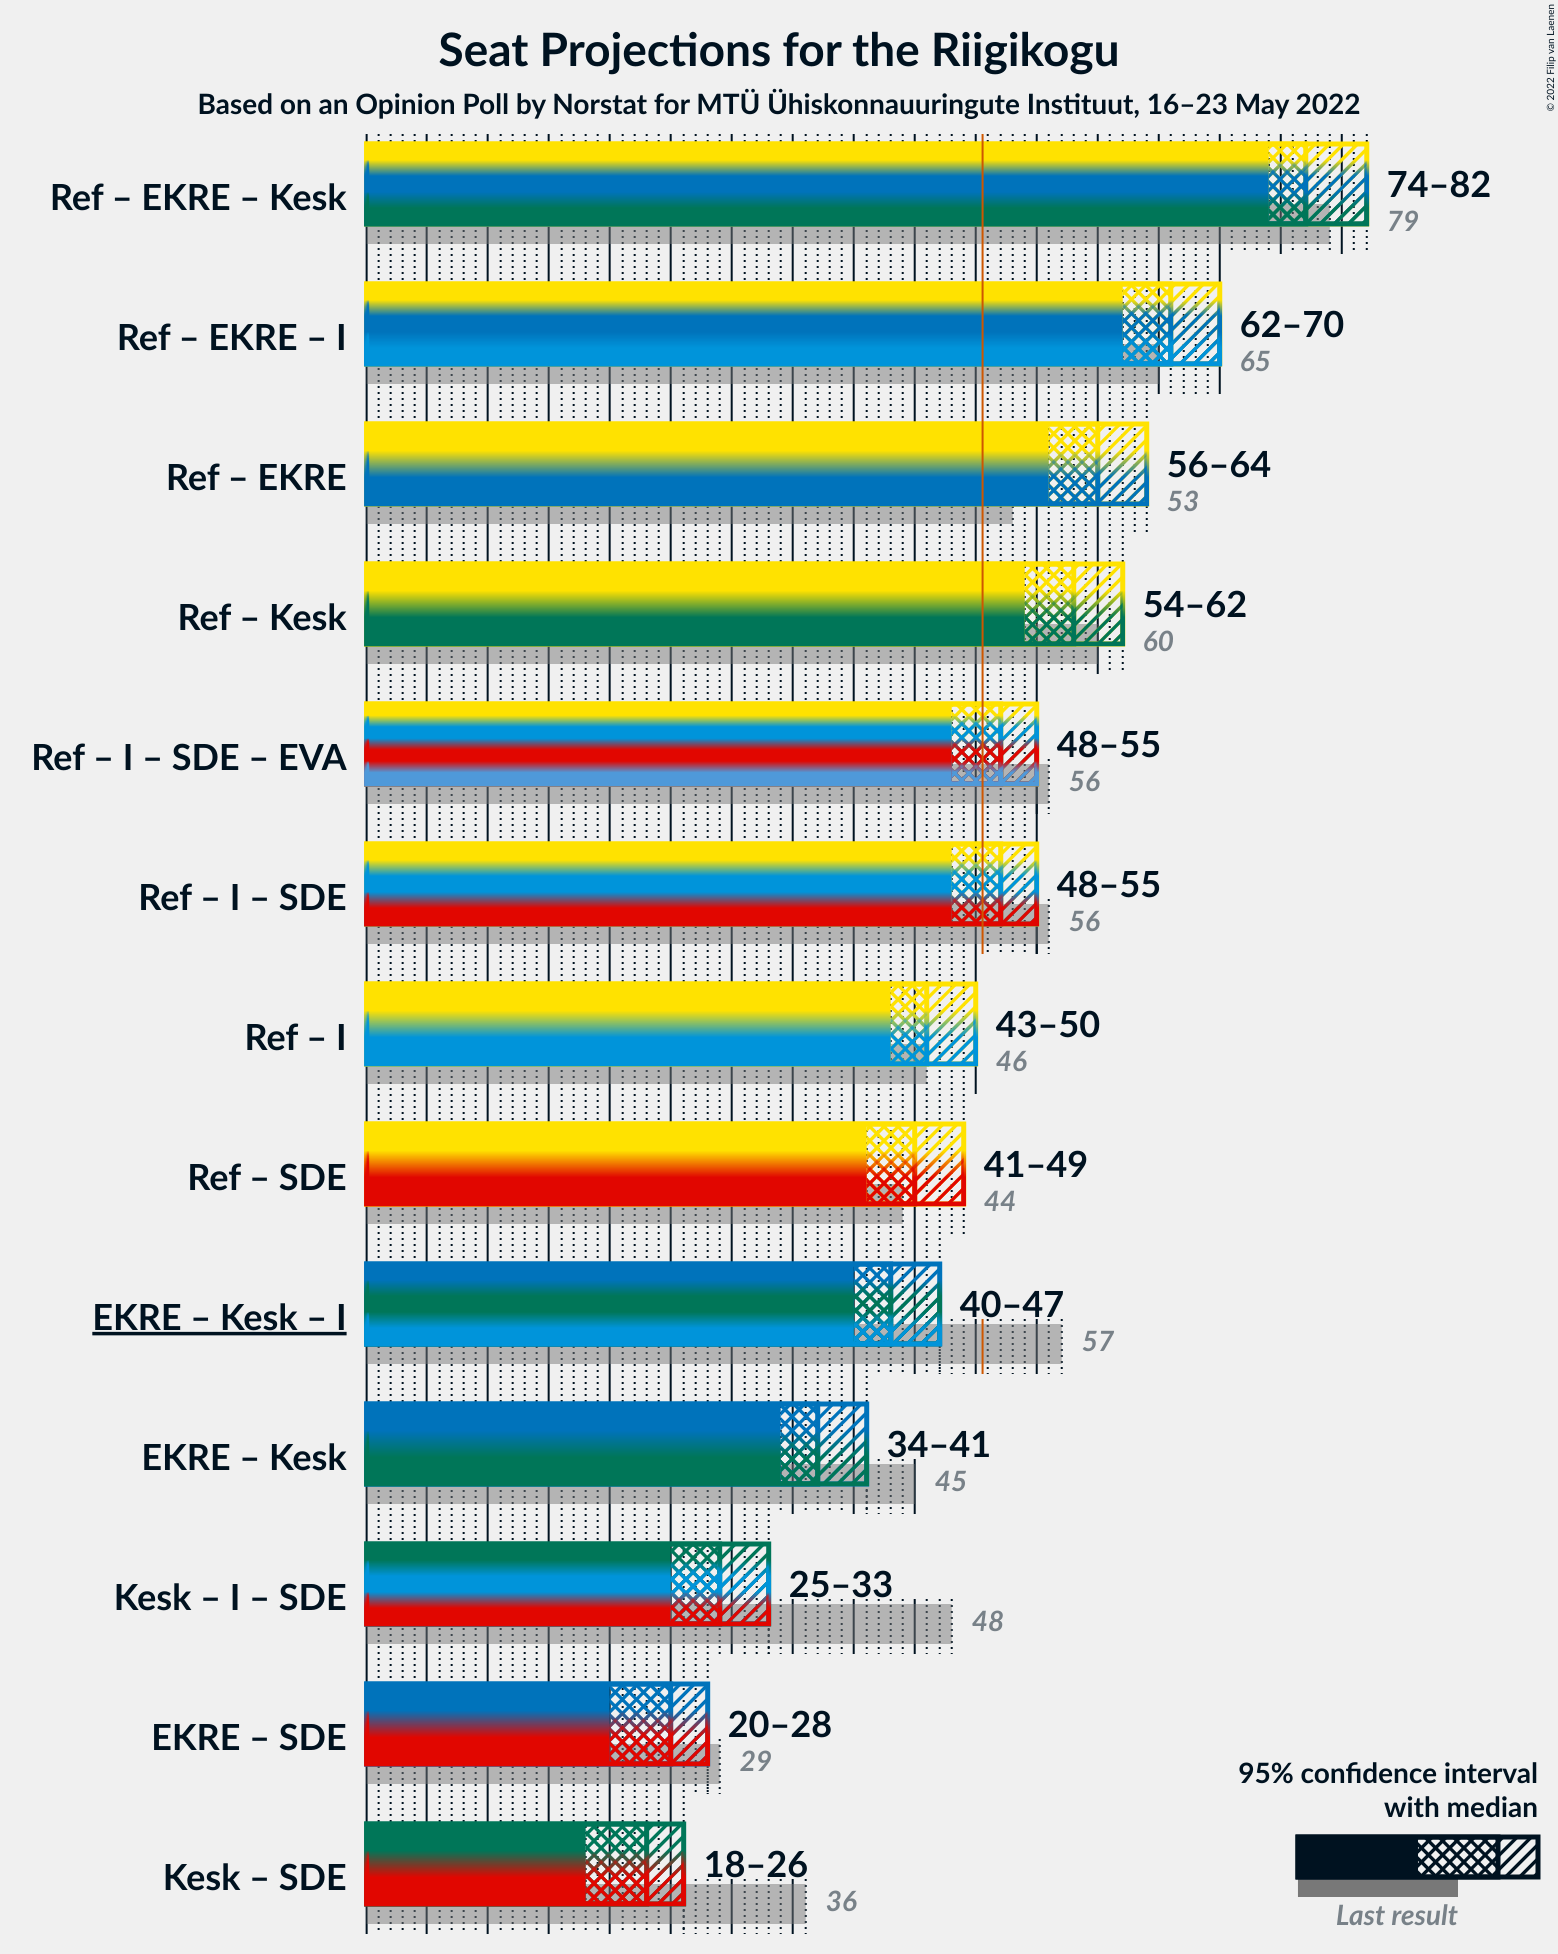 Seat Projections for the Riigikogu
Based on an Opinion Poll by Norstat for MTÜ Ühiskonnauuringute Instituut, 16–23 May 2022
© 2022 Filip van Laenen
Ref – EKRE – Kesk
74–82
79
Ref – EKRE – I
62–70
65
Ref – EKRE
56–64
53
Ref – Kesk
54–62
60
Ref – I – SDE – EVA
48–55
56
Ref – I – SDE
48–55
56
Ref – I
43–50
46
Ref – SDE
41–49
44
EKRE – Kesk – I
40–47
57
EKRE – Kesk
34–41
45
Kesk – I – SDE
25–33
48
EKRE – SDE
20–28
29
Kesk – SDE
18–26
36
95% confidence interval
with median
Last result